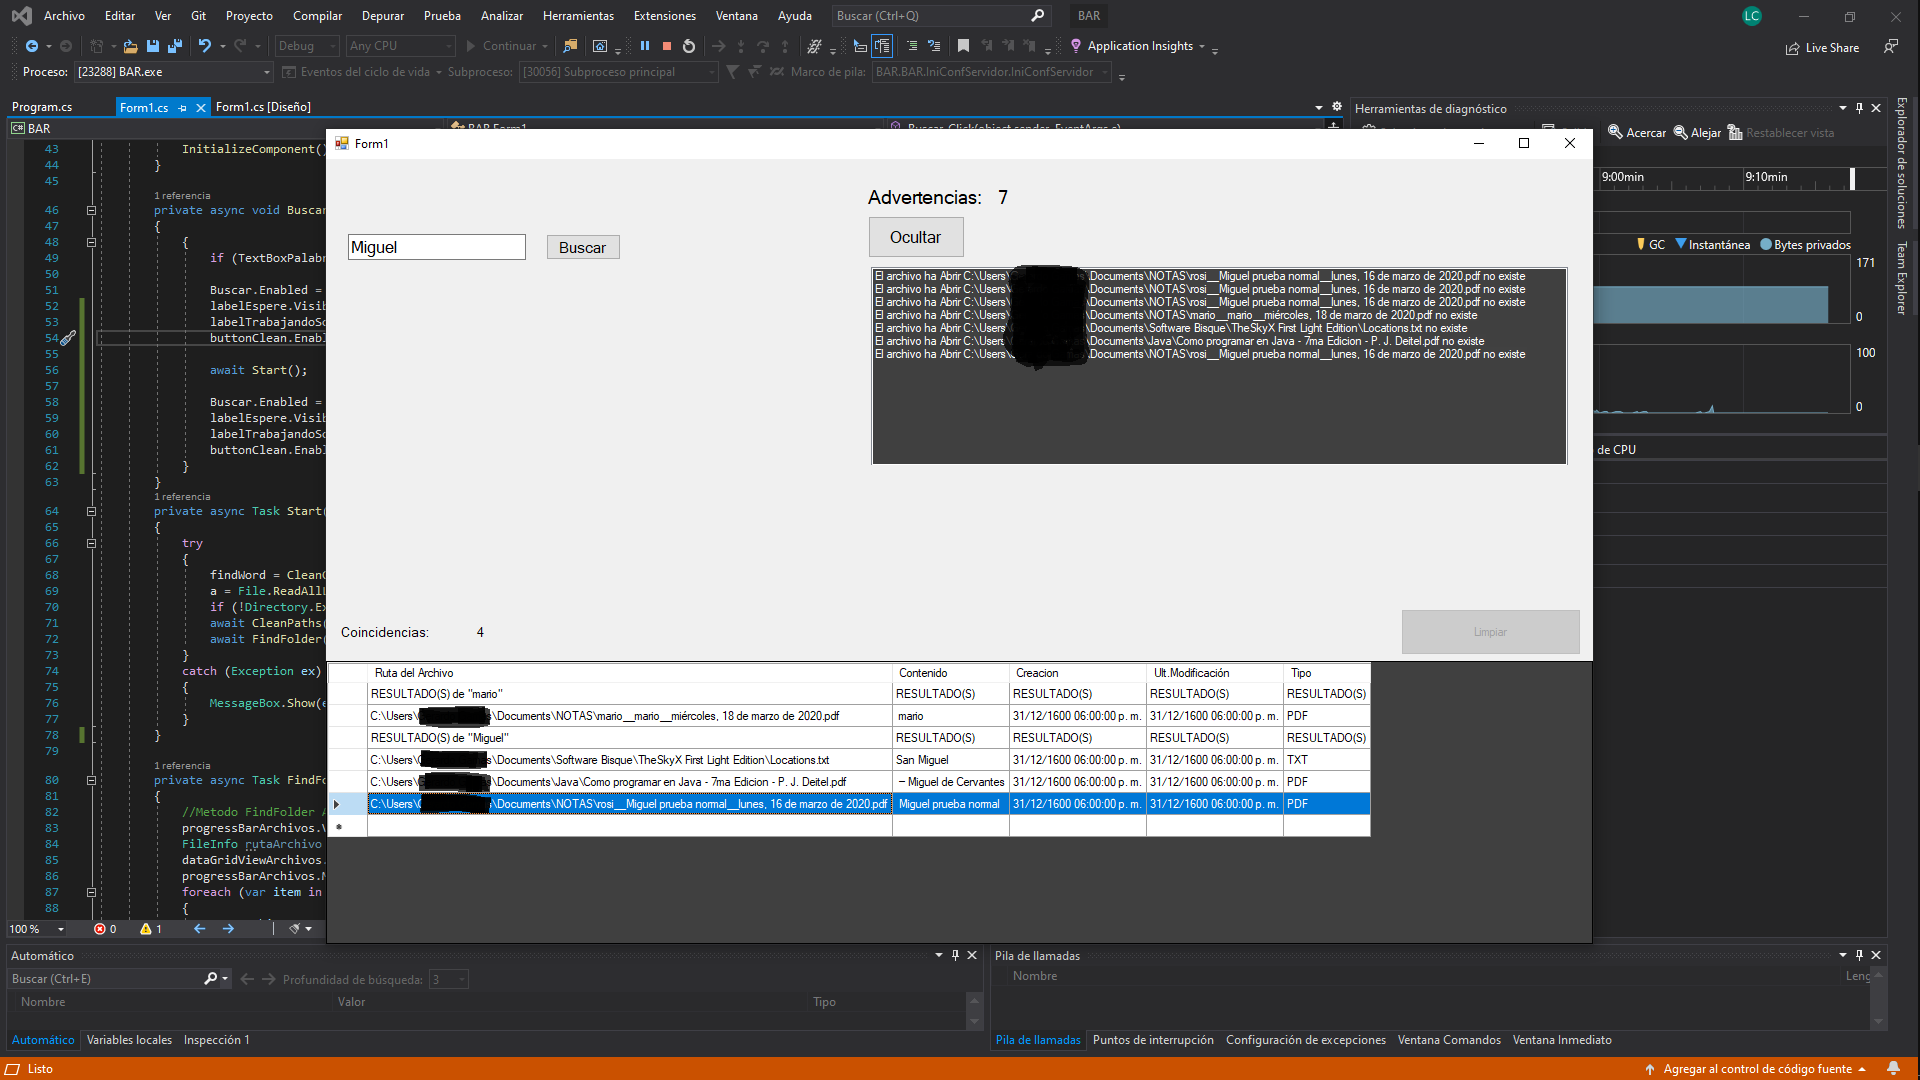 Archivo Editar Ver Git Proyecto Compilar Depurar Prueba Analizar Herramientas Extensiones Ventana Ayuda Buscar (Ctrl+Q) BAR LC
Debug Any CPU Continuar Application Insights Live Share
Proceso: [23288] BAR.exe Eventos del ciclo de vida Subproceso: [30056] Subproceso principal Marco de pila: BAR.BAR.IniConfServidor.IniConfServidor
Program.cs Form1.cs Form1.cs [Diseño]
C# BAR BAR.Form1 Buscar_Click(object sender, EventArgs e)
43 InitializeComponent()
44 }
45
1 referencia
46 private async void Buscar
47 {
48 {
49 if (TextBoxPalab
50
51 Buscar.Enabled =
52 labelEspere.Visib
53 labelTrabajandoSo
54 buttonClean.Enabl
55
56 await Start();
57
58 Buscar.Enabled =
59 labelEspere.Visib
60 labelTrabajandoSo
61 buttonClean.Enabl
62 }
63 }
1 referencia
64 private async Task Start(
65 {
66 try
67 {
68 findWord = Clean
69 a = File.ReadAllL
70 if (!Directory.Ex
71 await CleanPaths(
72 await FindFolder(
73 }
74 catch (Exception ex)
75 {
76 MessageBox.Show(e
77 }
78 }
79
1 referencia
80 private async Task FindFo
81 {
82 //Metodo FindFolder
83 progressBarArchivos.
84 FileInfo rutaArchivo
85 dataGridViewArchivos.
86 progressBarArchivos.
87 foreach (var item in
88 {
100 % 0 1
Form1
Advertencias: 7
Ocultar
Miguel Buscar
El archivo ha Abrir C:\Users\ \Documents\NOTAS\rosi__Miguel prueba normal__lunes, 16 de marzo de 2020.pdf no existe
El archivo ha Abrir C:\Users\ \Documents\NOTAS\rosi__Miguel prueba normal__lunes, 16 de marzo de 2020.pdf no existe
El archivo ha Abrir C:\Users\ \Documents\NOTAS\rosi__Miguel prueba normal__lunes, 16 de marzo de 2020.pdf no existe
El archivo ha Abrir C:\Users\ \Documents\NOTAS\mario__mario__miércoles, 18 de marzo de 2020.pdf no existe
El archivo ha Abrir C:\Users\ \Documents\Software Bisque\TheSkyX First Light Edition\Locations.txt no existe
El archivo ha Abrir C:\Users\ \Documents\Java\Como programar en Java - 7ma Edicion - P. J. Deitel.pdf no existe
El archivo ha Abrir C:\Users\ \Documents\NOTAS\rosi__Miguel prueba normal__lunes, 16 de marzo de 2020.pdf no existe
Coincidencias: 4 Limpiar
Ruta del Archivo Contenido Creacion Ult.Modificación Tipo
RESULTADO(S) de "mario" RESULTADO(S) RESULTADO(S) RESULTADO(S) RESULTADO(S)
C:\Users\ \Documents\NOTAS\mario__mario__miércoles, 18 de marzo de 2020.pdf mario 31/12/1600 06:00:00 p. m. 31/12/1600 06:00:00 p. m. PDF
RESULTADO(S) de "Miguel" RESULTADO(S) RESULTADO(S) RESULTADO(S) RESULTADO(S)
C:\Users\ \Documents\Software Bisque\TheSkyX First Light Edition\Locations.txt San Miguel 31/12/1600 06:00:00 p. m. 31/12/1600 06:00:00 p. m. TXT
C:\Users\ \Documents\Java\Como programar en Java - 7ma Edicion - P. J. Deitel.pdf – Miguel de Cervantes 31/12/1600 06:00:00 p. m. 31/12/1600 06:00:00 p. m. PDF
C:\Users\ \Documents\NOTAS\rosi__Miguel prueba normal__lunes, 16 de marzo de 2020.pdf Miguel prueba normal 31/12/1600 06:00:00 p. m. 31/12/1600 06:00:00 p. m. PDF
Herramientas de diagnóstico
Acercar Alejar Restablecer vista
9:00min 9:10min
GC Instantánea Bytes privados
171
0
100
0
de CPU
Explorador de soluciones
Team Explorer
Automático
Buscar (Ctrl+E) Profundidad de búsqueda: 3
Nombre Valor Tipo
Automático Variables locales Inspección 1
Pila de llamadas
Nombre Leng
Pila de llamadas Puntos de interrupción Configuración de excepciones Ventana Comandos Ventana Inmediato
Listo Agregar al control de código fuente